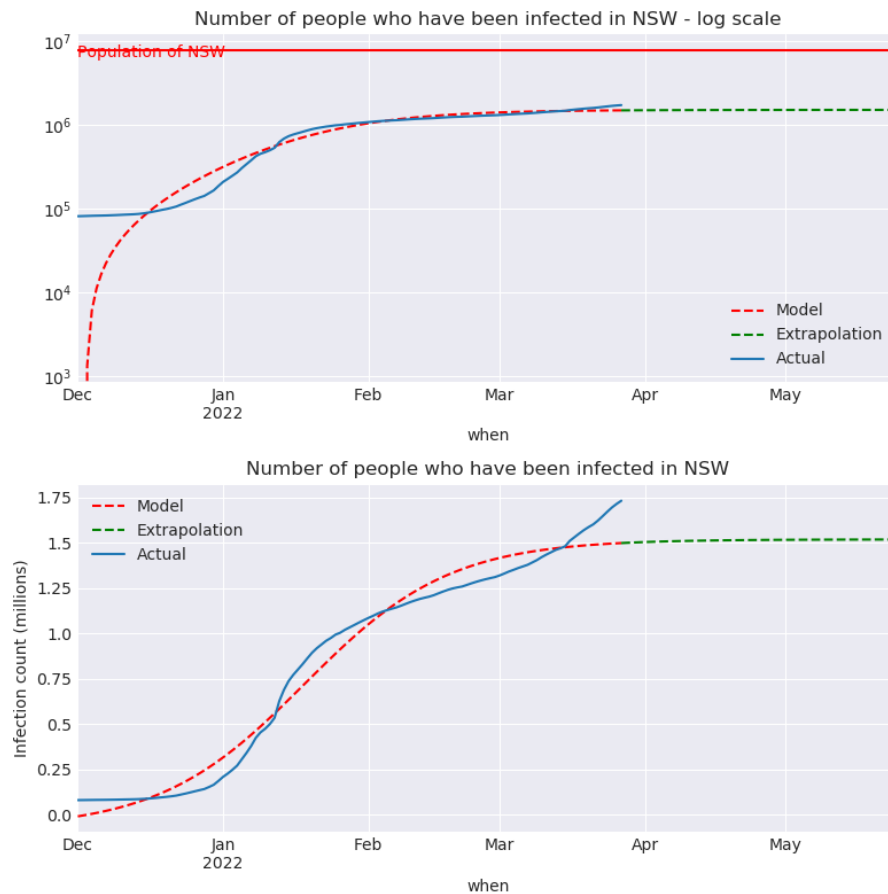 Number of people who have been infected in NSW - log scale
10^7
Population of NSW
10^6
10^5
10^4
10^3
Model
Extrapolation
Actual
Dec
Jan
2022
Feb
Mar
Apr
May
when
Number of people who have been infected in NSW
Infection count (millions)
1.75
1.5
1.25
1.0
0.75
0.5
0.25
0.0
Model
Extrapolation
Actual
Dec
Jan
2022
Feb
Mar
Apr
May
when